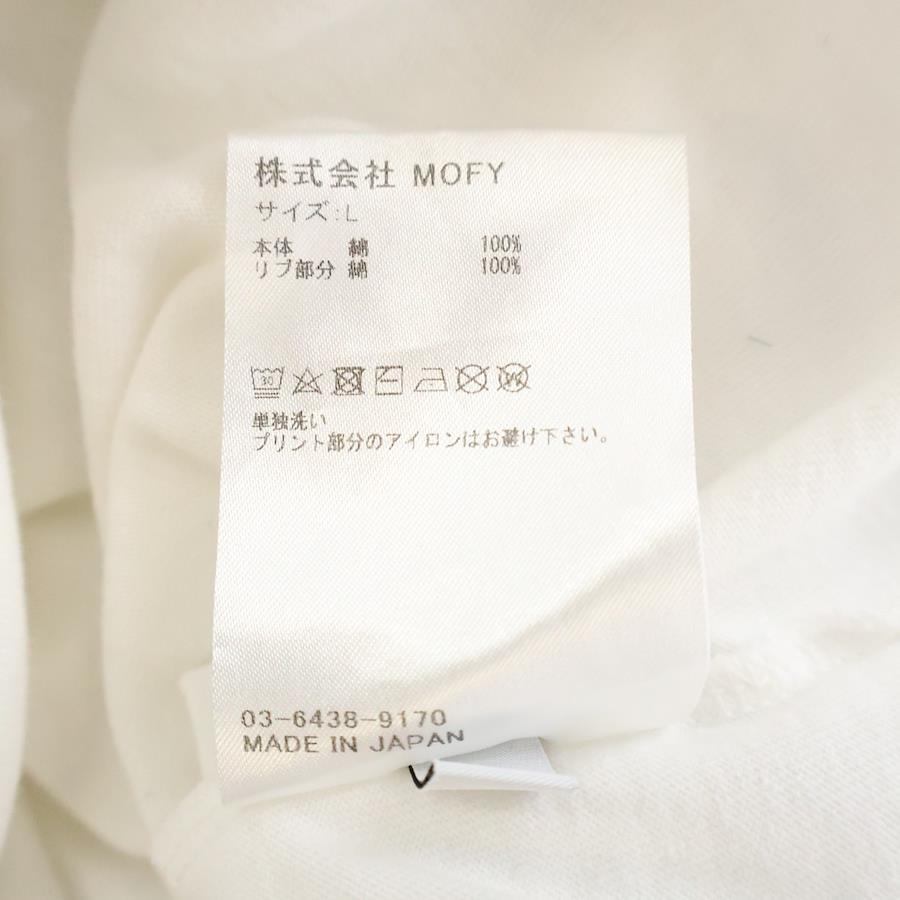 株式会社 MOFY
サイズ:L
本体 綿 100%
リブ部分 綿 100%
30
W
単独洗い
プリント部分のアイロンはお避け下さい。
03-6438-9170
MADE IN JAPAN